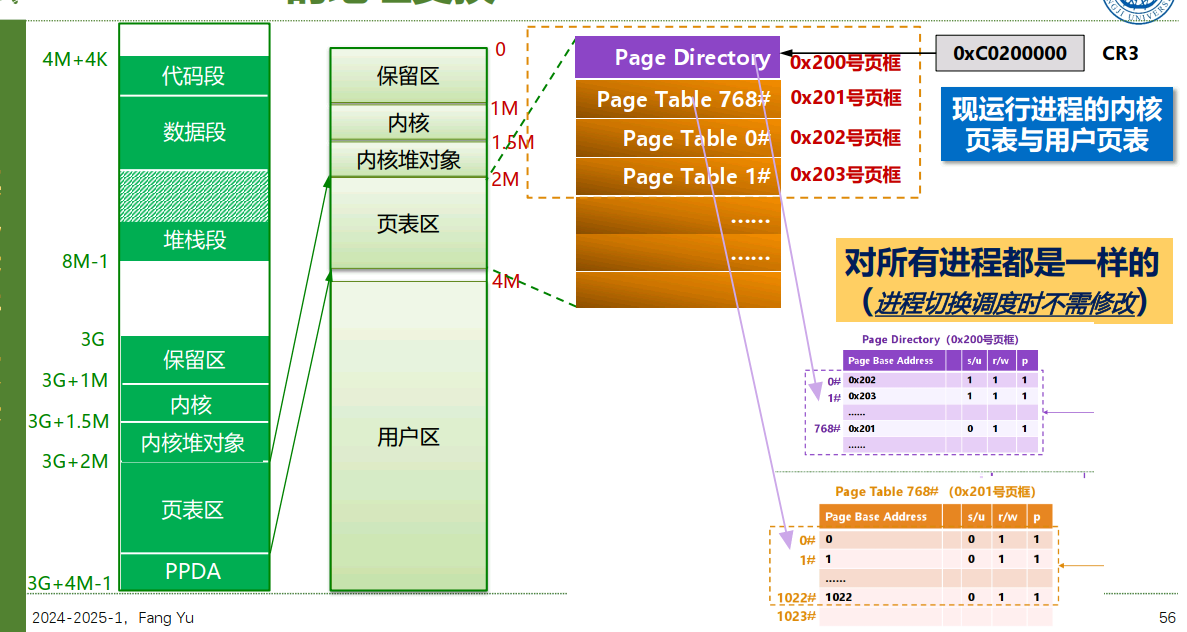 TONGJI UNIVERSITY
4M+4K
代码段
数据段
堆栈段
8M-1
3G
保留区
3G+1M
内核
3G+1.5M
内核堆对象
3G+2M
页表区
PPDA
3G+4M-1
0
保留区
1M
内核
1.5M
内核堆对象
2M
页表区
4M
用户区
Page Directory
0x200号页框
Page Table 768#
0x201号页框
Page Table 0#
0x202号页框
Page Table 1#
0x203号页框
……
……
0xC0200000
CR3
现运行进程的内核
页表与用户页表
对所有进程都是一样的
（进程切换调度时不需修改）
Page Directory（0x200号页框)
Page Base Address s/u r/w p
0# 0x202 1 1 1
1# 0x203 1 1 1
……
768# 0x201 0 1 1
……
Page Table 768# （0x201号页框)
Page Base Address s/u r/w p
0# 0 0 1 1
1# 1 0 1 1
……
1022# 1022 0 1 1
1023#
2024-2025-1，Fang Yu
56